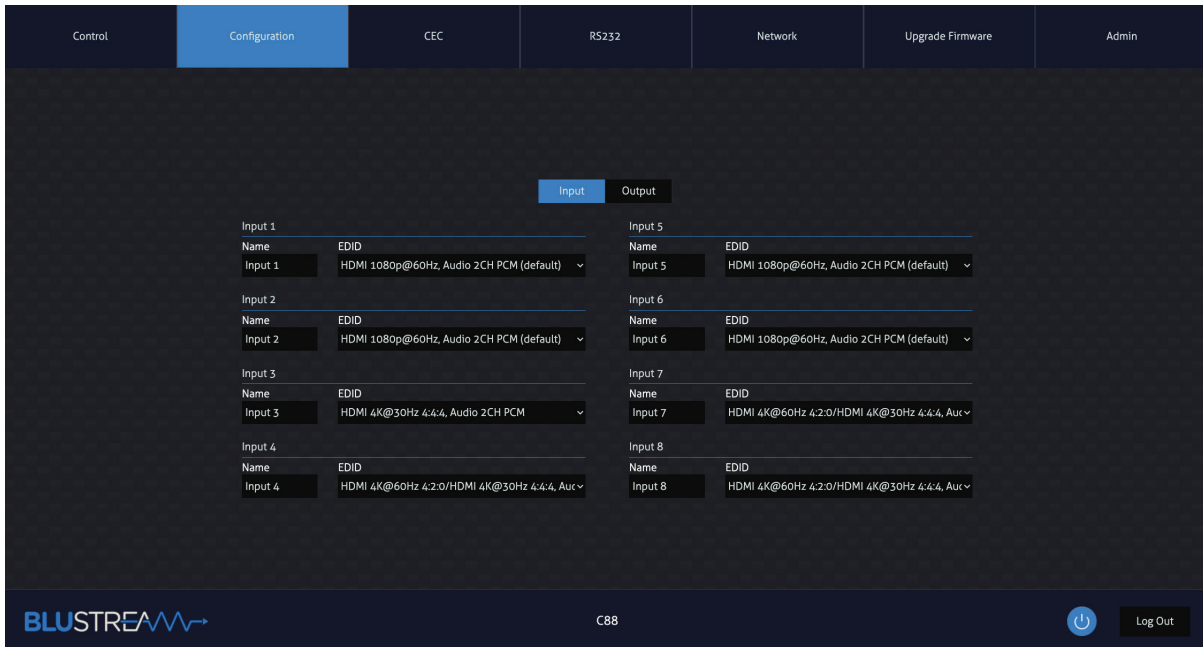 Control Configuration CEC RS232 Network Upgrade Firmware Admin
Input Output
Input 1
Name EDID
Input 1 HDMI 1080p@60Hz, Audio 2CH PCM (default)
Input 2
Name EDID
Input 2 HDMI 1080p@60Hz, Audio 2CH PCM (default)
Input 3
Name EDID
Input 3 HDMI 4K@30Hz 4:4:4, Audio 2CH PCM
Input 4
Name EDID
Input 4 HDMI 4K@60Hz 4:2:0/HDMI 4K@30Hz 4:4:4, Auc
Input 5
Name EDID
Input 5 HDMI 1080p@60Hz, Audio 2CH PCM (default)
Input 6
Name EDID
Input 6 HDMI 1080p@60Hz, Audio 2CH PCM (default)
Input 7
Name EDID
Input 7 HDMI 4K@60Hz 4:2:0/HDMI 4K@30Hz 4:4:4, Auc
Input 8
Name EDID
Input 8 HDMI 4K@60Hz 4:2:0/HDMI 4K@30Hz 4:4:4, Auc
BLUSTREAM C88 Log Out